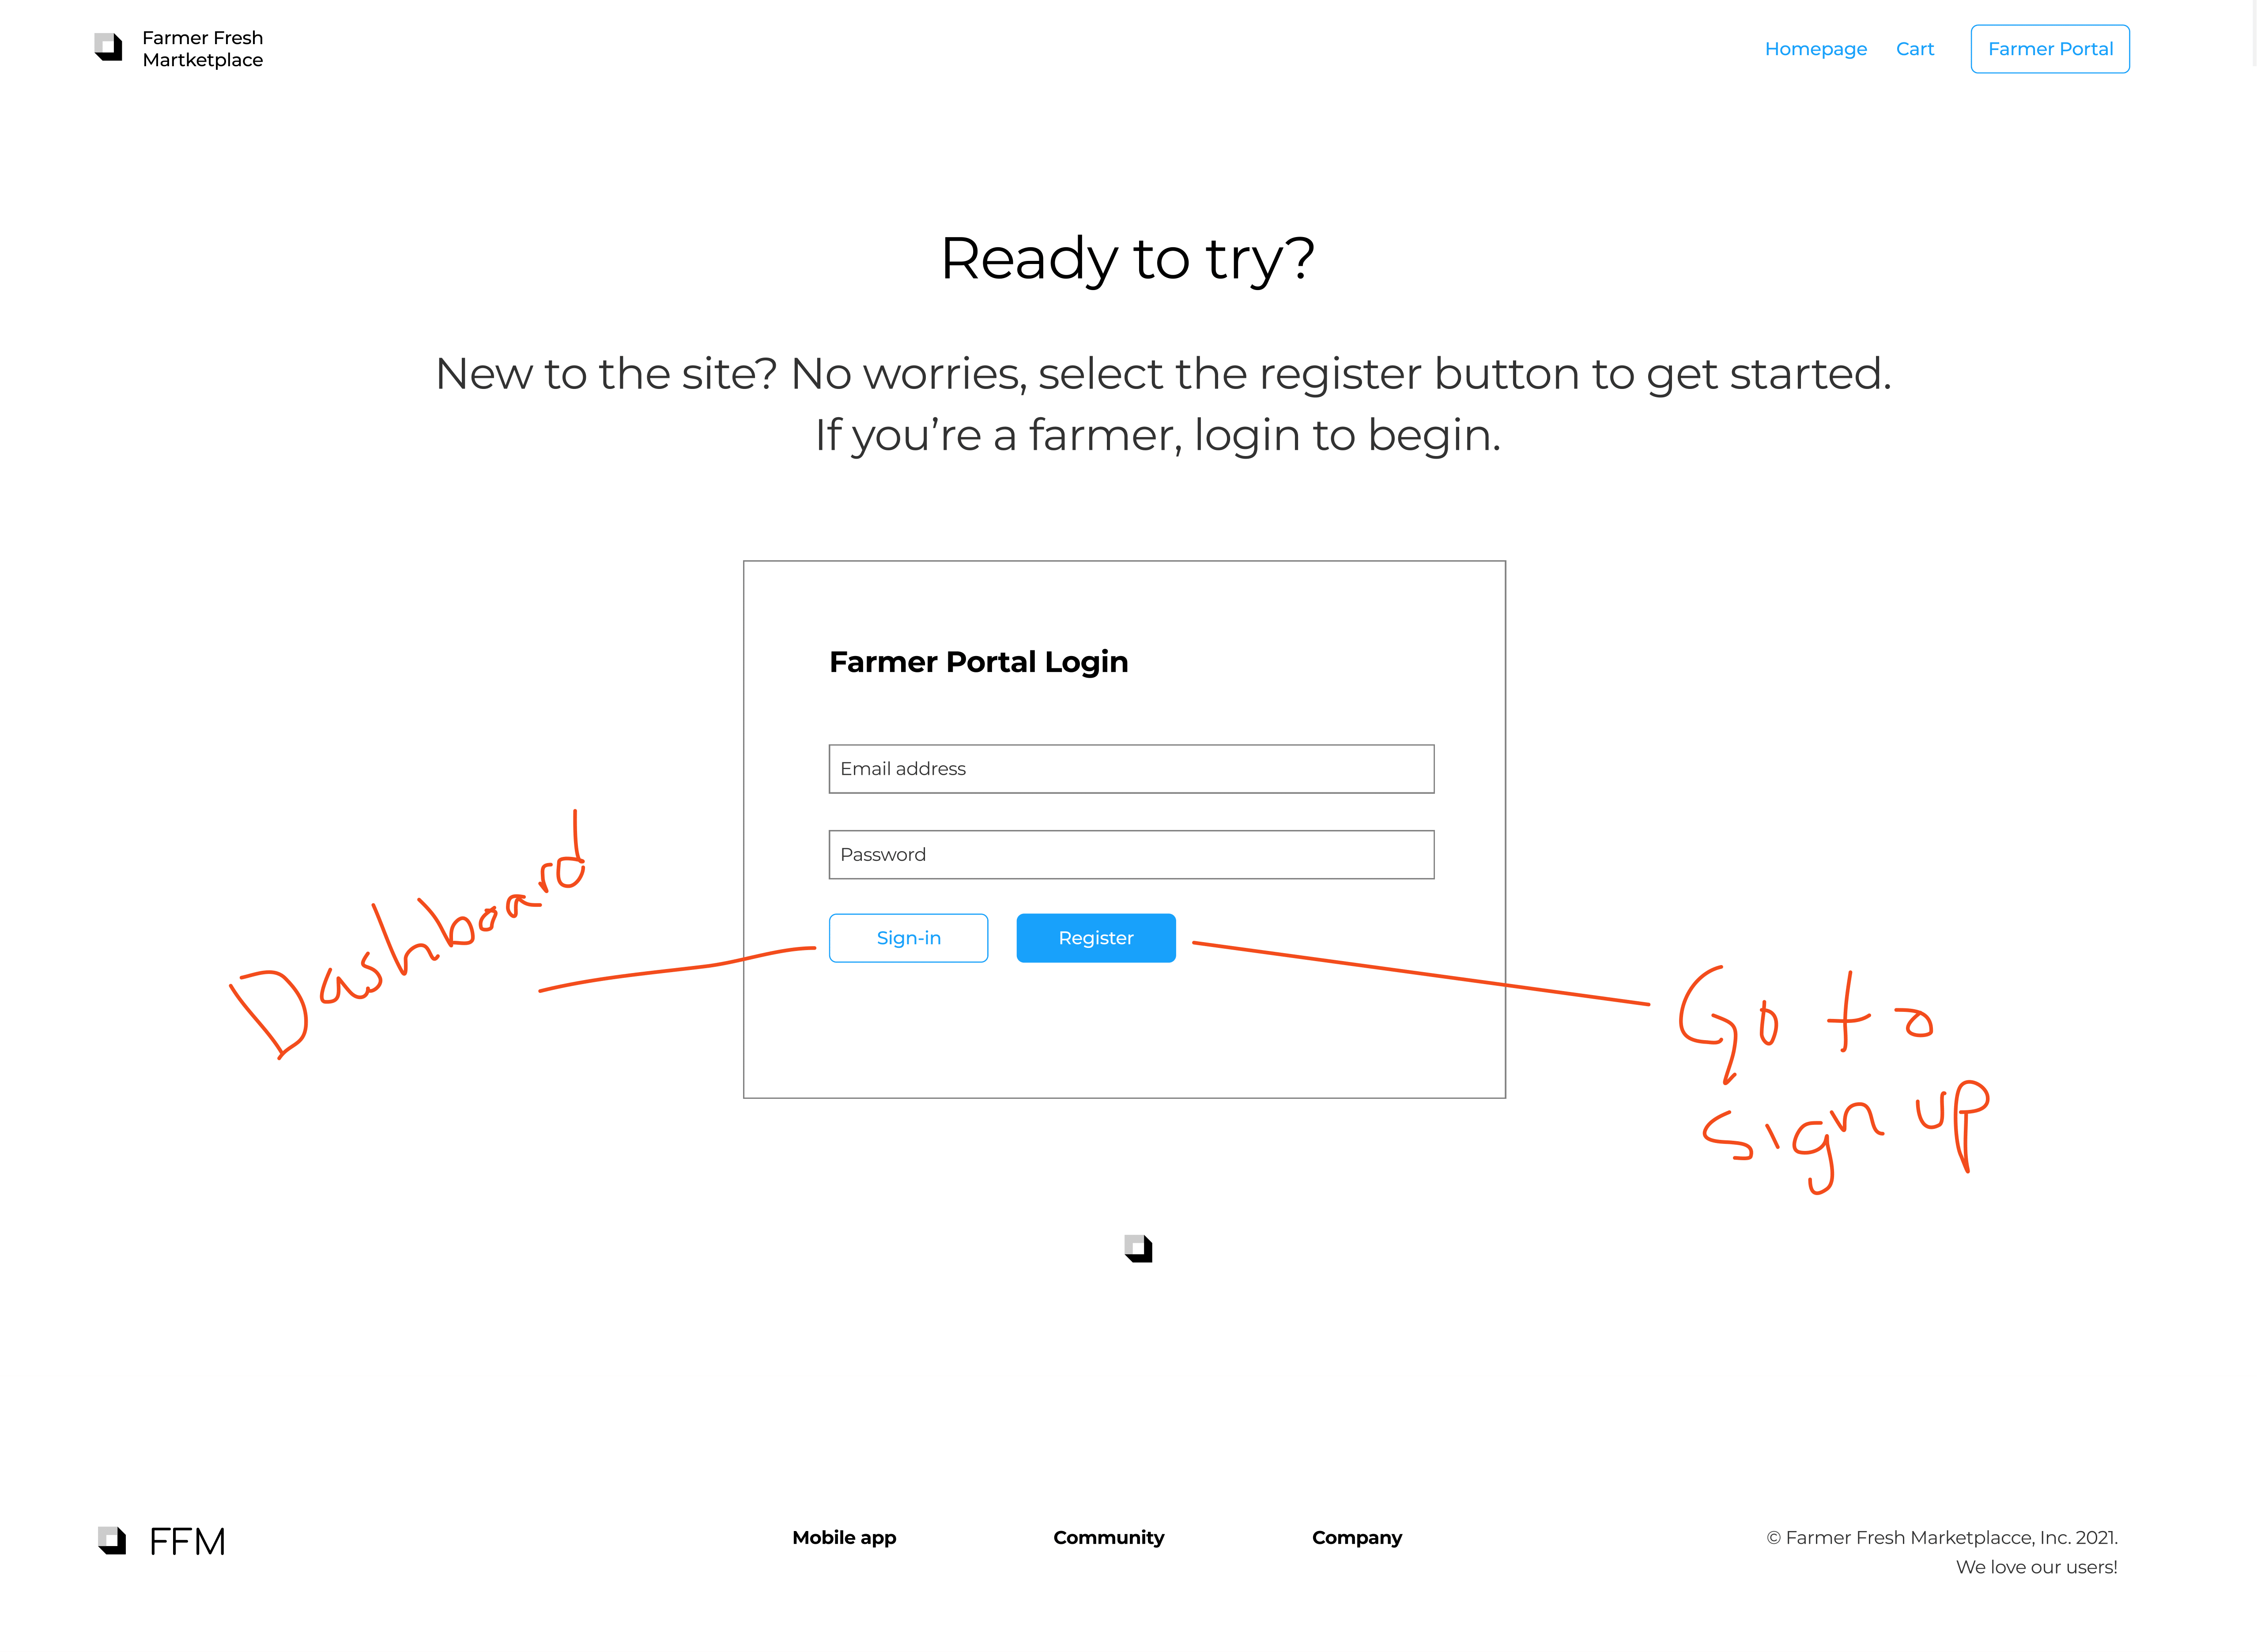 Farmer Fresh
Martketplace
Homepage Cart Farmer Portal
Ready to try?
New to the site? No worries, select the register button to get started.
If you’re a farmer, login to begin.
Farmer Portal Login
Email address
Password
Sign-in Register
Dashboard
Go to
sign up
FFM
Mobile app Community Company
© Farmer Fresh Marketplacce, Inc. 2021.
We love our users!